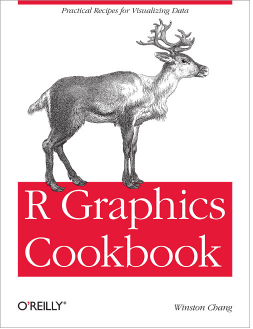 Practical Recipes for Visualizing Data
R Graphics
Cookbook
O'REILLY®
Winston Chang